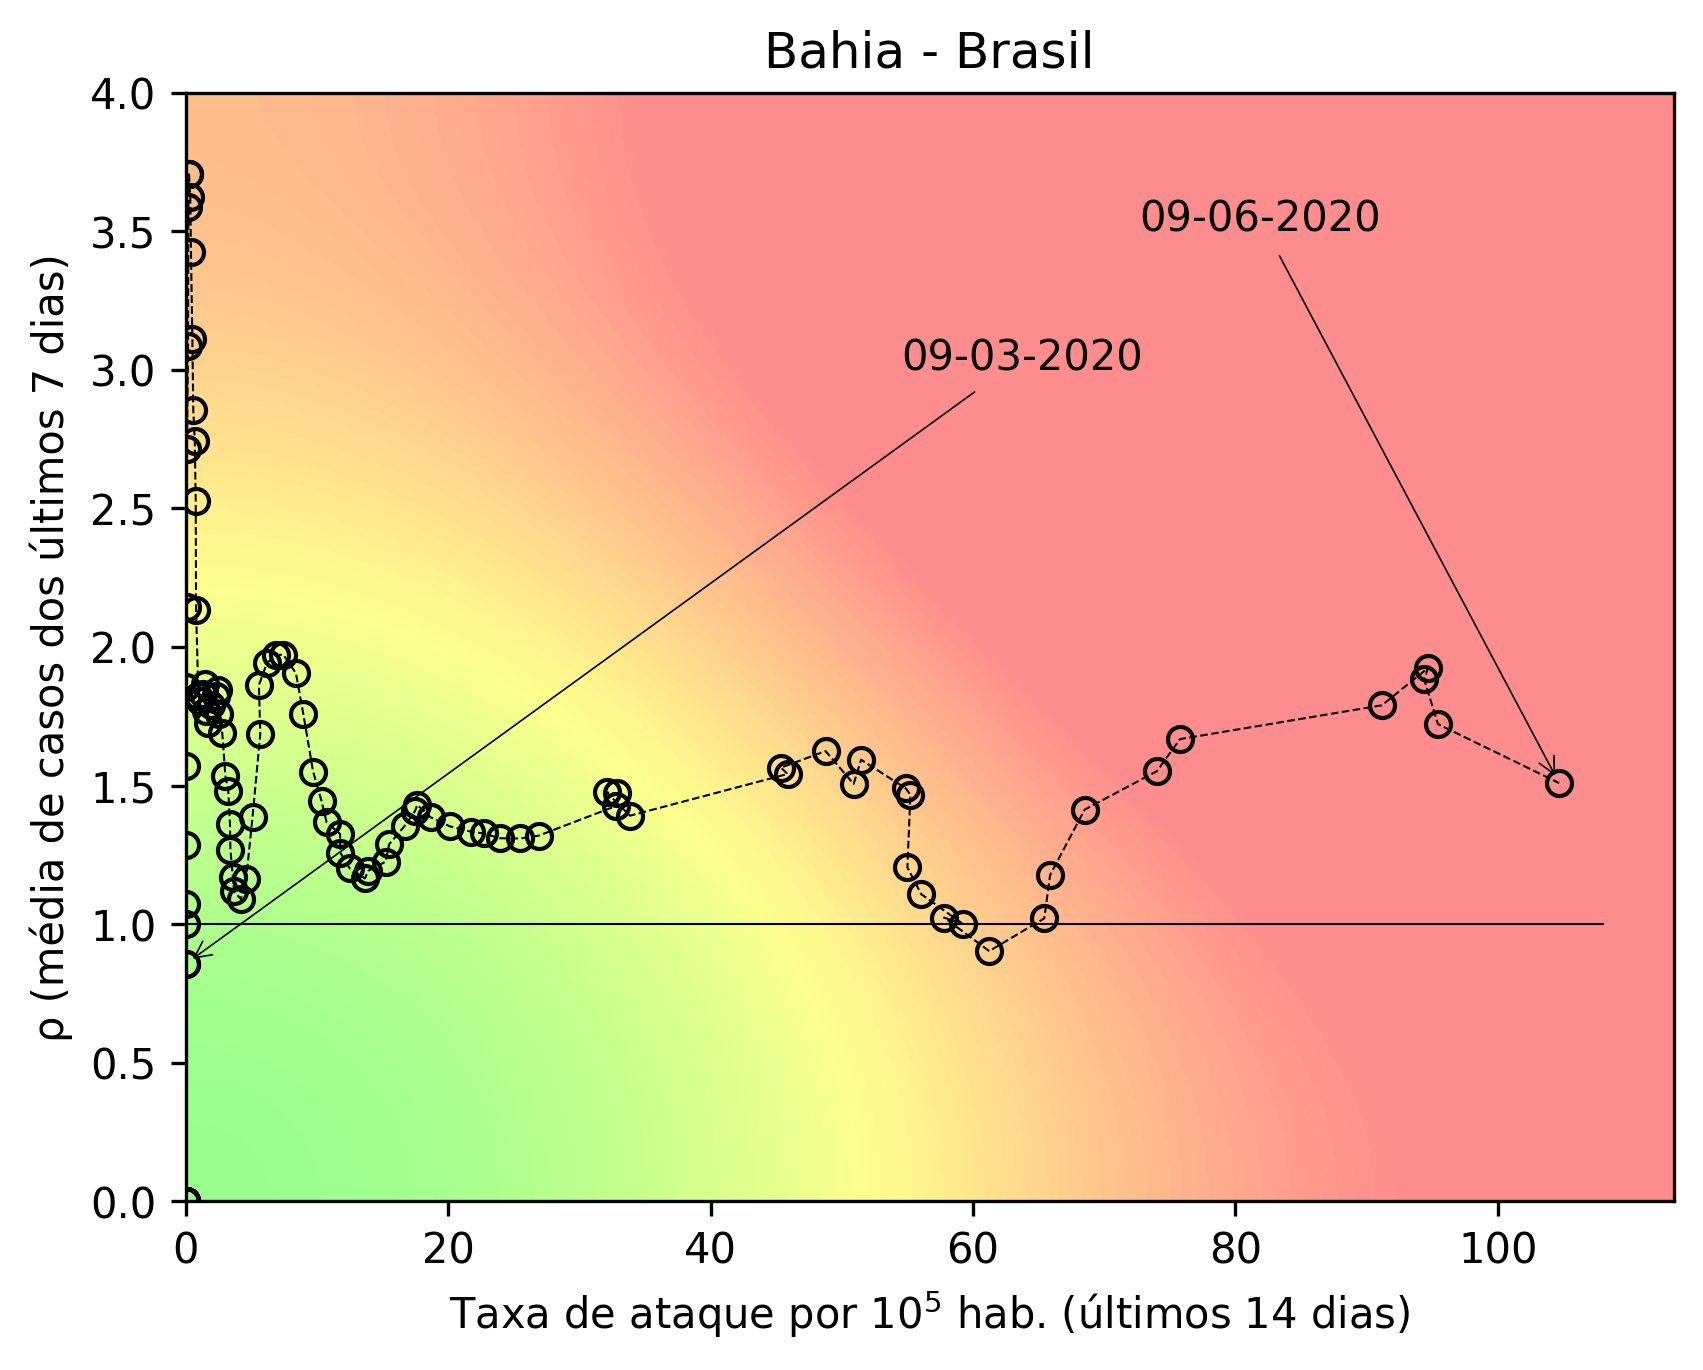 Bahia - Brasil
4.0
3.5
3.0
2.5
2.0
1.5
1.0
0.5
0.0
ρ (média de casos dos últimos 7 dias)
09-06-2020
09-03-2020
0 20 40 60 80 100
Taxa de ataque por 10⁵ hab. (últimos 14 dias)